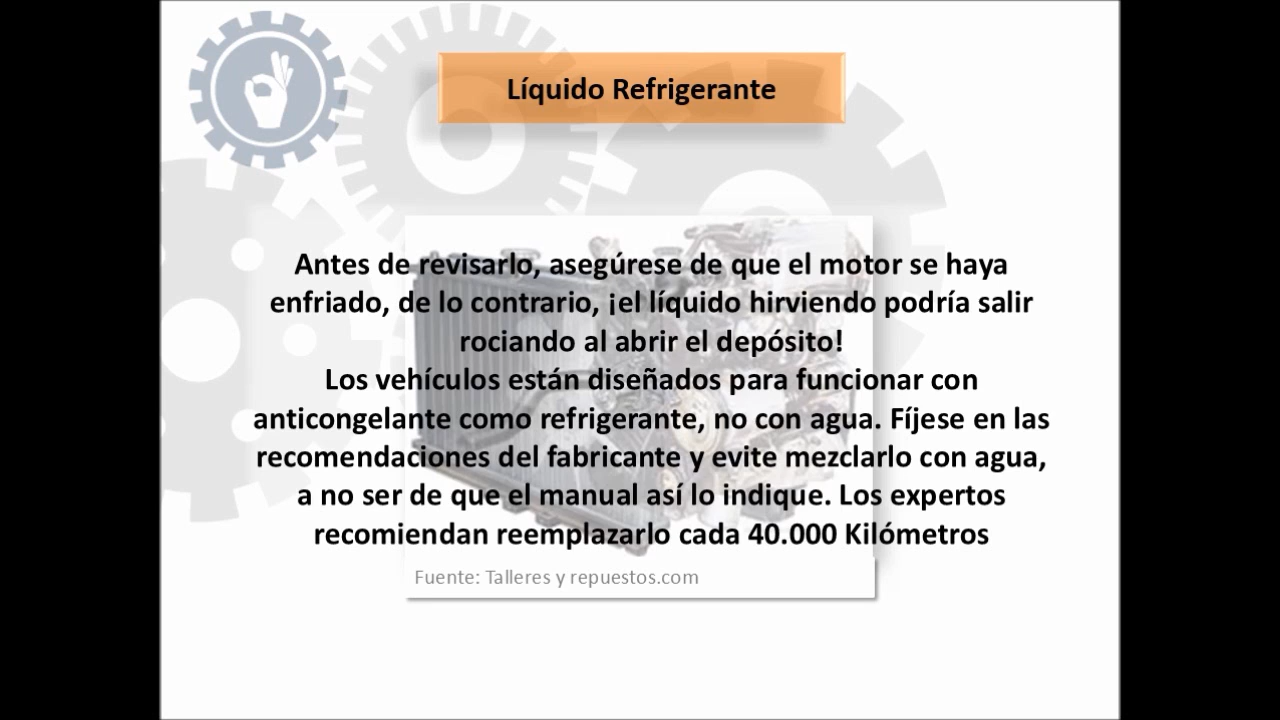 Líquido Refrigerante
Antes de revisarlo, asegúrese de que el motor se haya
enfriado, de lo contrario, ¡el líquido hirviendo podría salir
rociando al abrir el depósito!
Los vehículos están diseñados para funcionar con
anticongelante como refrigerante, no con agua. Fíjese en las
recomendaciones del fabricante y evite mezclarlo con agua,
a no ser de que el manual así lo indique. Los expertos
recomiendan reemplazarlo cada 40.000 Kilómetros
Fuente: Talleres y repuestos.com